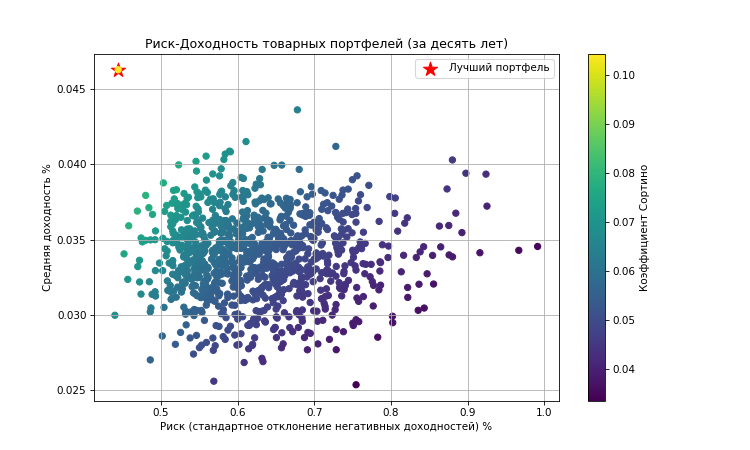 Риск-Доходность товарных портфелей (за десять лет)
Лучший портфель
Средняя доходность %
0.045
0.040
0.035
0.030
0.025
0.5 0.6 0.7 0.8 0.9 1.0
Риск (стандартное отклонение негативных доходностей) %
0.10
0.09
0.08
0.07
0.06
0.05
0.04
Коэффициент Сортино